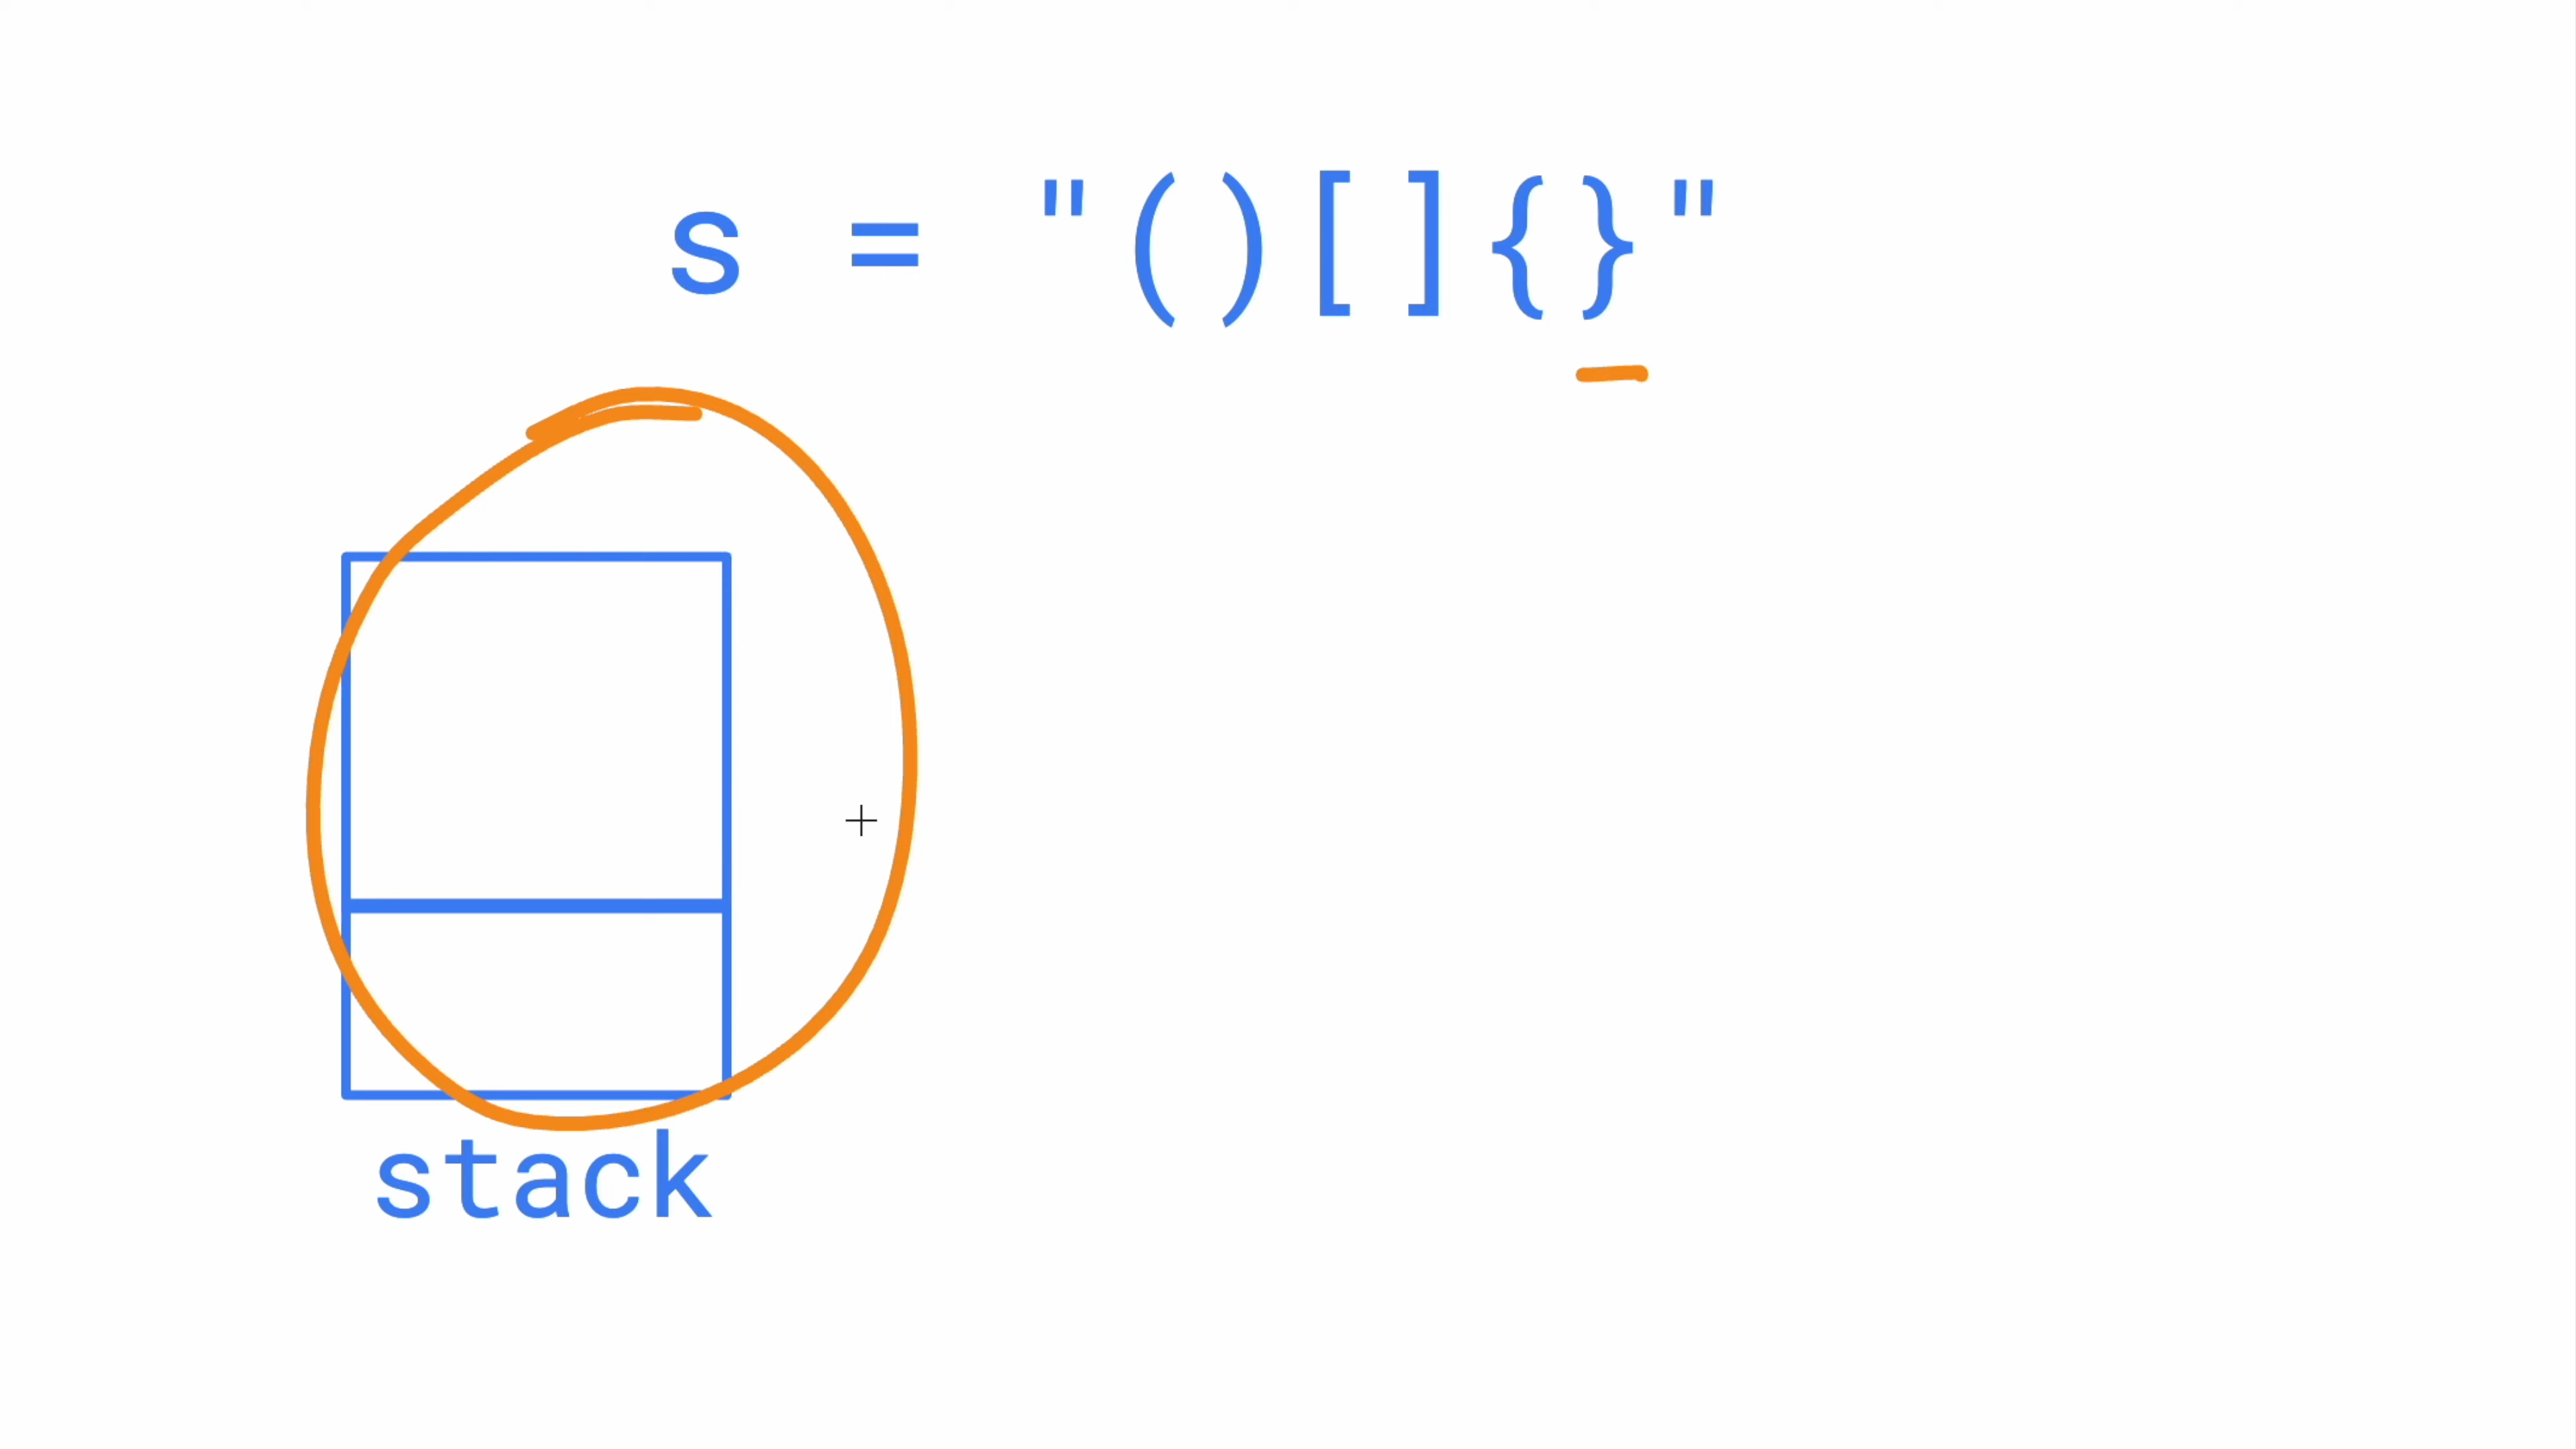 s = "()[]{}"
stack